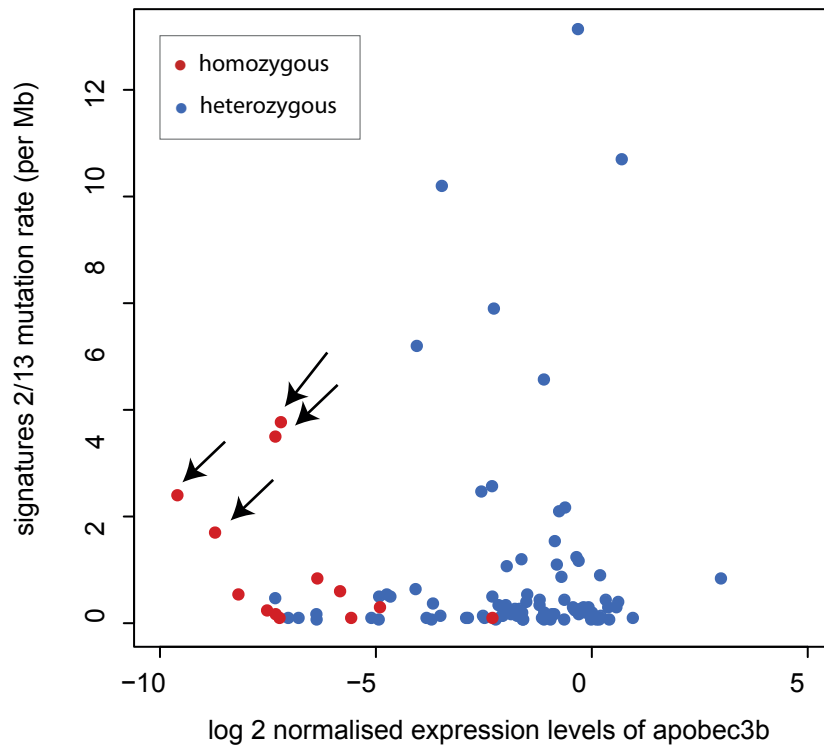 homozygous
heterozygous
signatures 2/13 mutation rate (per Mb)
12
10
8
6
4
2
0
−10 −5 0 5
log 2 normalised expression levels of apobec3b